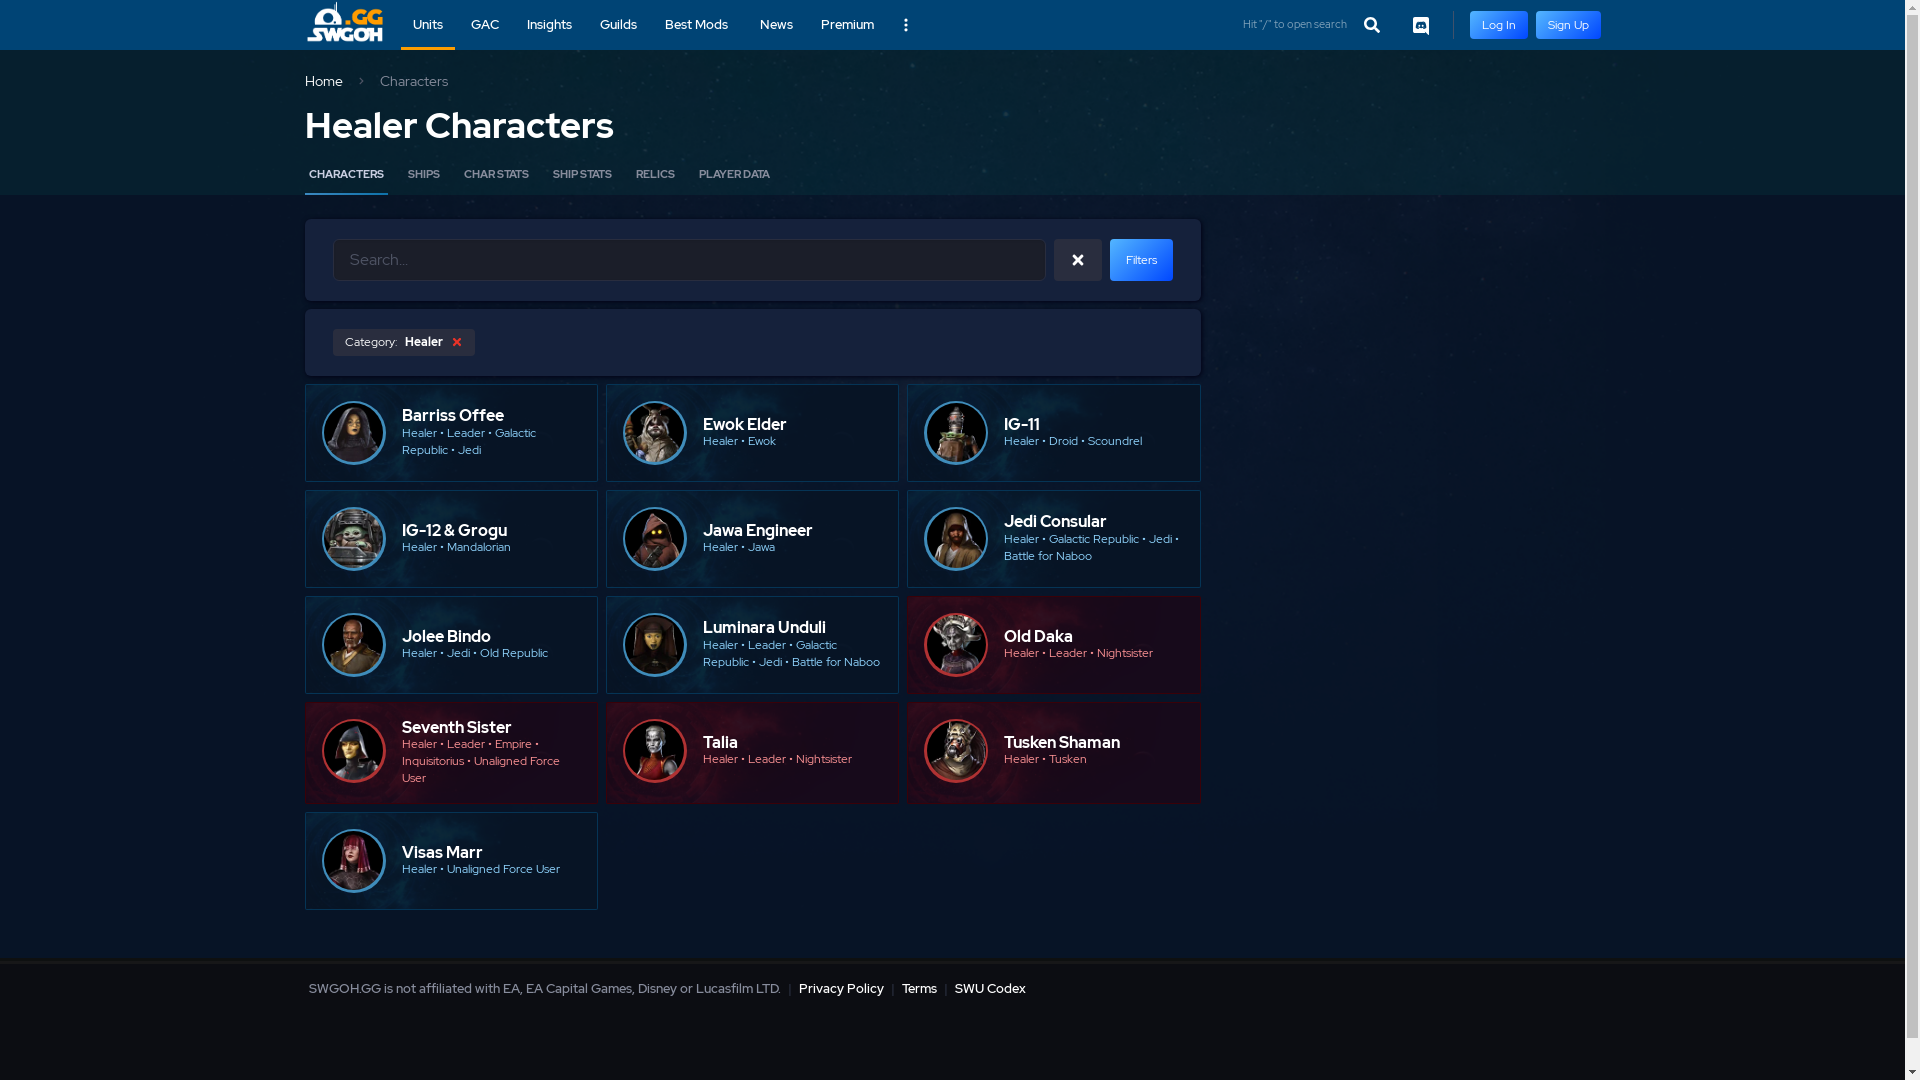 .GG
SWGOH
Units
GAC
Insights
Guilds
Best Mods
News
Premium
Hit "/" to open search
Log In
Sign Up
Home
Characters
Healer Characters
CHARACTERS
SHIPS
CHAR STATS
SHIP STATS
RELICS
PLAYER DATA
Search...
Filters
Category: Healer
Barriss Offee
Healer • Leader • Galactic
Republic • Jedi
Ewok Elder
Healer • Ewok
IG-11
Healer • Droid • Scoundrel
IG-12 & Grogu
Healer • Mandalorian
Jawa Engineer
Healer • Jawa
Jedi Consular
Healer • Galactic Republic • Jedi •
Battle for Naboo
Jolee Bindo
Healer • Jedi • Old Republic
Luminara Unduli
Healer • Leader • Galactic
Republic • Jedi • Battle for Naboo
Old Daka
Healer • Leader • Nightsister
Seventh Sister
Healer • Leader • Empire •
Inquisitorius • Unaligned Force
User
Talia
Healer • Leader • Nightsister
Tusken Shaman
Healer • Tusken
Visas Marr
Healer • Unaligned Force User
SWGOH.GG is not affiliated with EA, EA Capital Games, Disney or Lucasfilm LTD. | Privacy Policy | Terms | SWU Codex